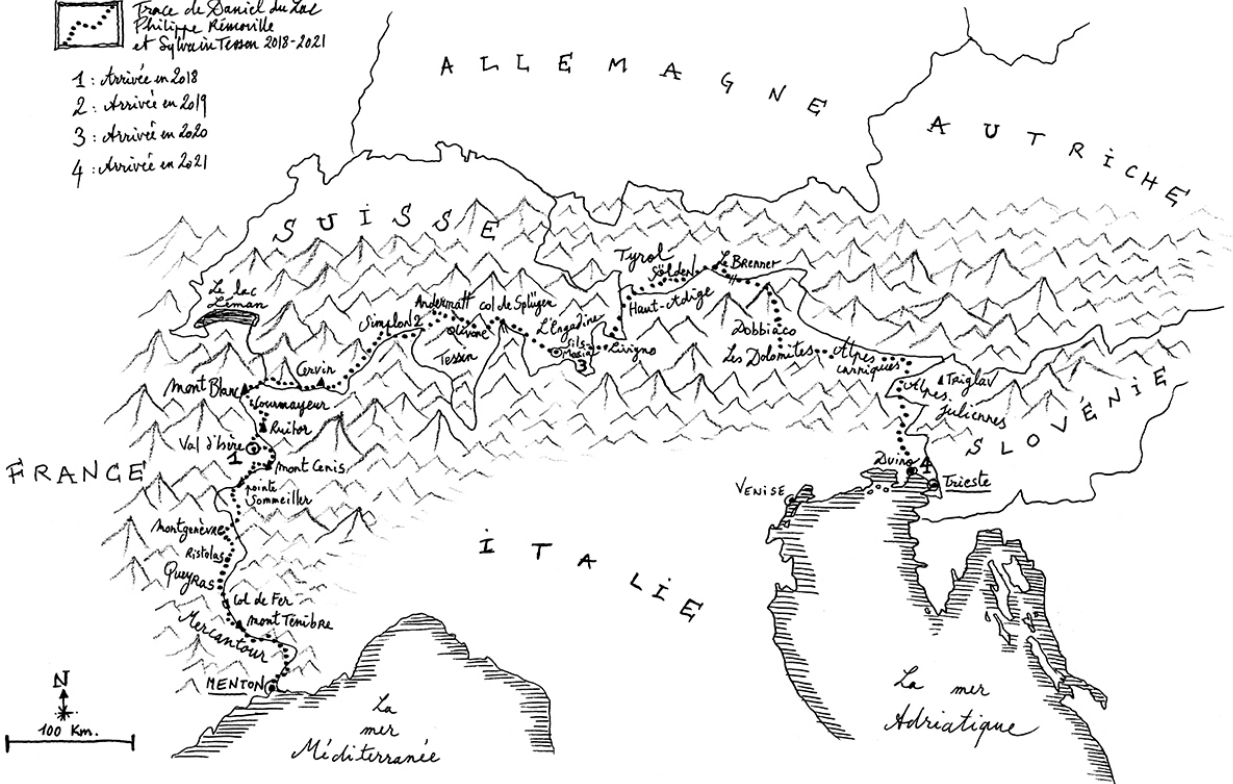 Trace de Daniel du Lac
Philippe Rémoville
et Sylvain Tesson 2018-2021
1 : Arrivée en 2018
2 : Arrivée en 2019
3 : Arrivée en 2020
4 : Arrivée en 2021
ALLEMAGNE
AUTRICHE
SUISSE
Le lac
Léman
Tyrol
Sölden
Le Brenner
Haut-Adige
Andermatt
col de Splügen
Simplon 2
Olivone
Tessin
L'Engadine
Sils-
Maria
3
Livigno
Dobbiaco
Les Dolomites
Alpes
carniques
Triglav
Alpes
Juliennes
SLOVÉNIE
Cervin
Mont Blanc
Courmayeur
Ruitor
Val d'Isère
1
Mont Cenis
FRANCE
pointe
Sommeiller
Montgenèvre
Ristolas
Queyras
Col de Fer
mont Ténibre
Mercantour
MENTON
Duino 4
Trieste
VENISE
ITALIE
N
100 Km.
La
mer
Méditerranée
La mer
Adriatique